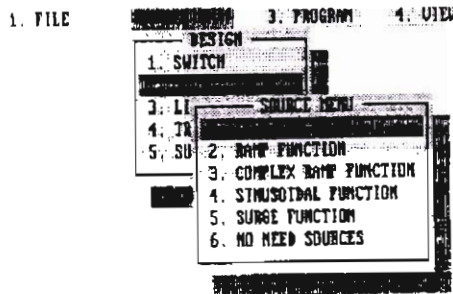 1. FILE 3. PROGRAM 4. VIEW
DESIGN
1. SWITCH
3. LI
4. TR
5. SU
SOURCE MENU
2. RAMP FUNCTION
3. COMPLEX RAMP FUNCTION
4. SINUSOIDAL FUNCTION
5. SURGE FUNCTION
6. NO NEED SOURCES